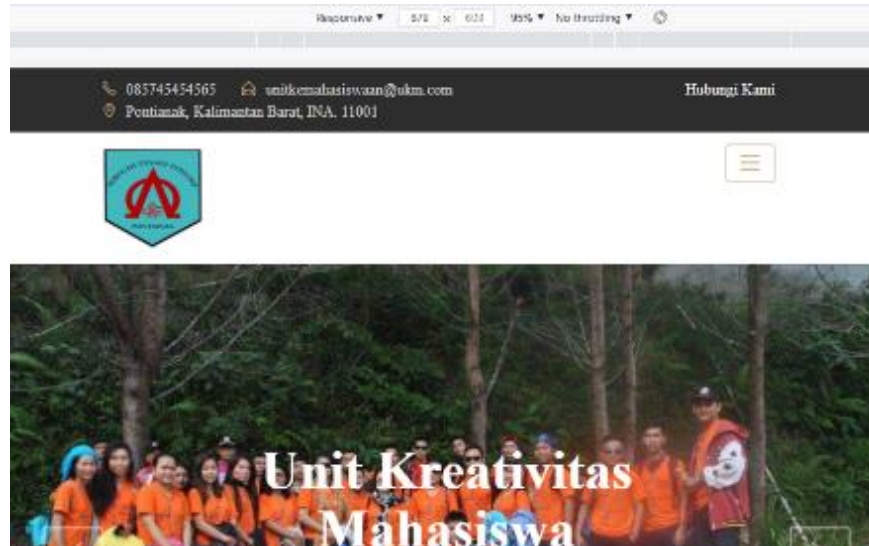 Responsive ▼ x 95% ▼ No throttling ▼
085745454565 unitkemahasiswaan@ukm.com Hubungi Kami
Pontianak, Kalimantan Barat, INA. 11001
Unit Kreativitas
Mahasiswa